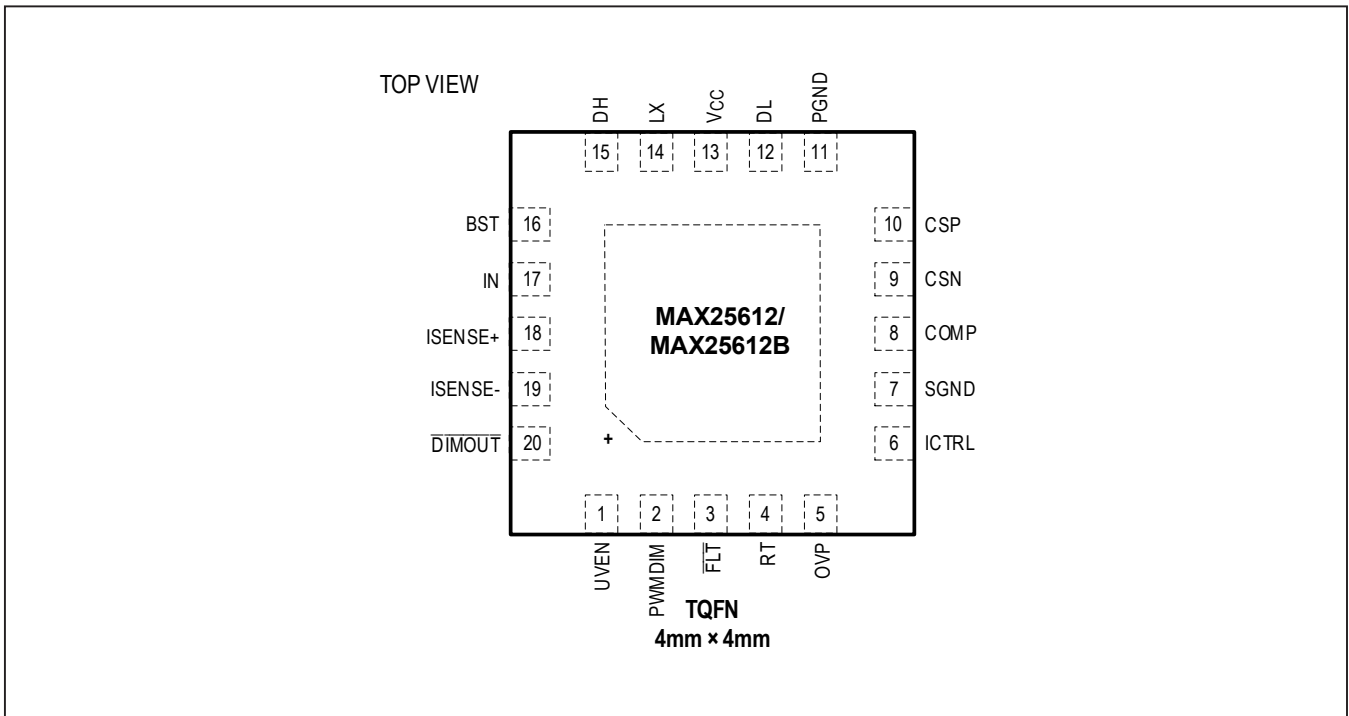 TOP VIEW
DH
LX
VCC
DL
PGND
15
14
13
12
11
BST 16
10 CSP
IN 17
9 CSN
ISENSE+ 18
8 COMP
ISENSE- 19
7 SGND
DIMOUT 20
6 ICTRL
MAX25612/
MAX25612B
+
1
2
3
4
5
UVEN
PWMDIM
FLT
RT
OVP
TQFN
4mm × 4mm